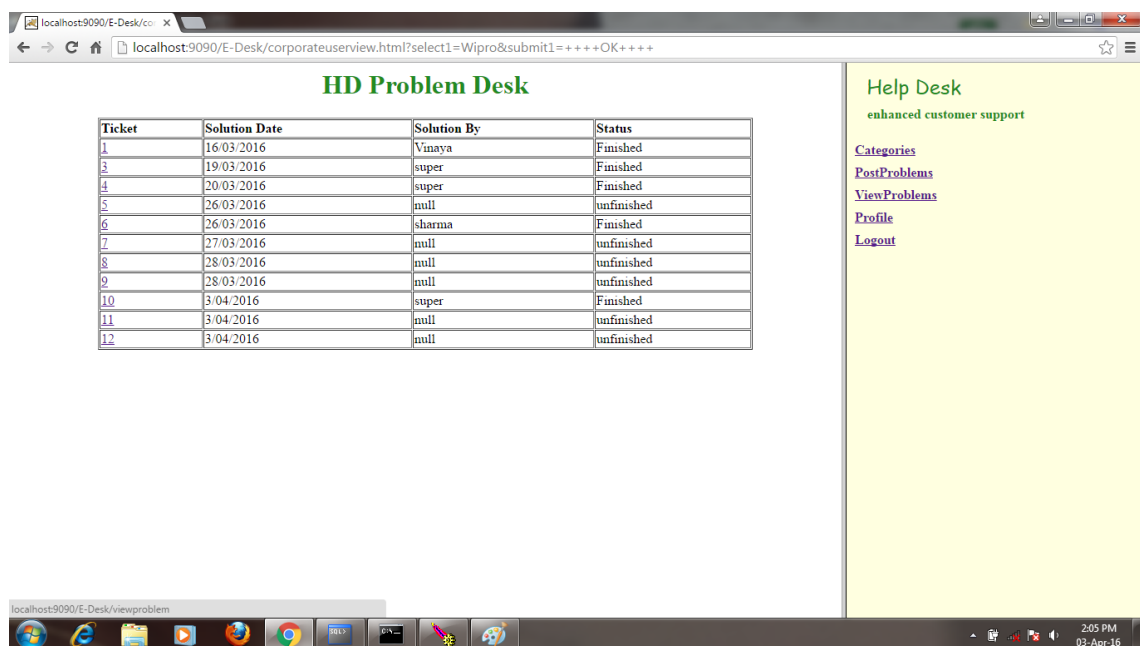 localhost:9090/E-Desk/co
localhost:9090/E-Desk/corporateuserview.html?select1=Wipro&submit1=++++OK++++
HD Problem Desk
Ticket Solution Date Solution By Status
1 16/03/2016 Vinaya Finished
3 19/03/2016 super Finished
4 20/03/2016 super Finished
5 26/03/2016 null unfinished
6 26/03/2016 sharma Finished
7 27/03/2016 null unfinished
8 28/03/2016 null unfinished
9 28/03/2016 null unfinished
10 3/04/2016 super Finished
11 3/04/2016 null unfinished
12 3/04/2016 null unfinished
Help Desk
enhanced customer support
Categories
PostProblems
ViewProblems
Profile
Logout
localhost:9090/E-Desk/viewproblem
SQL>
C:\_
2:05 PM
03-Apr-16